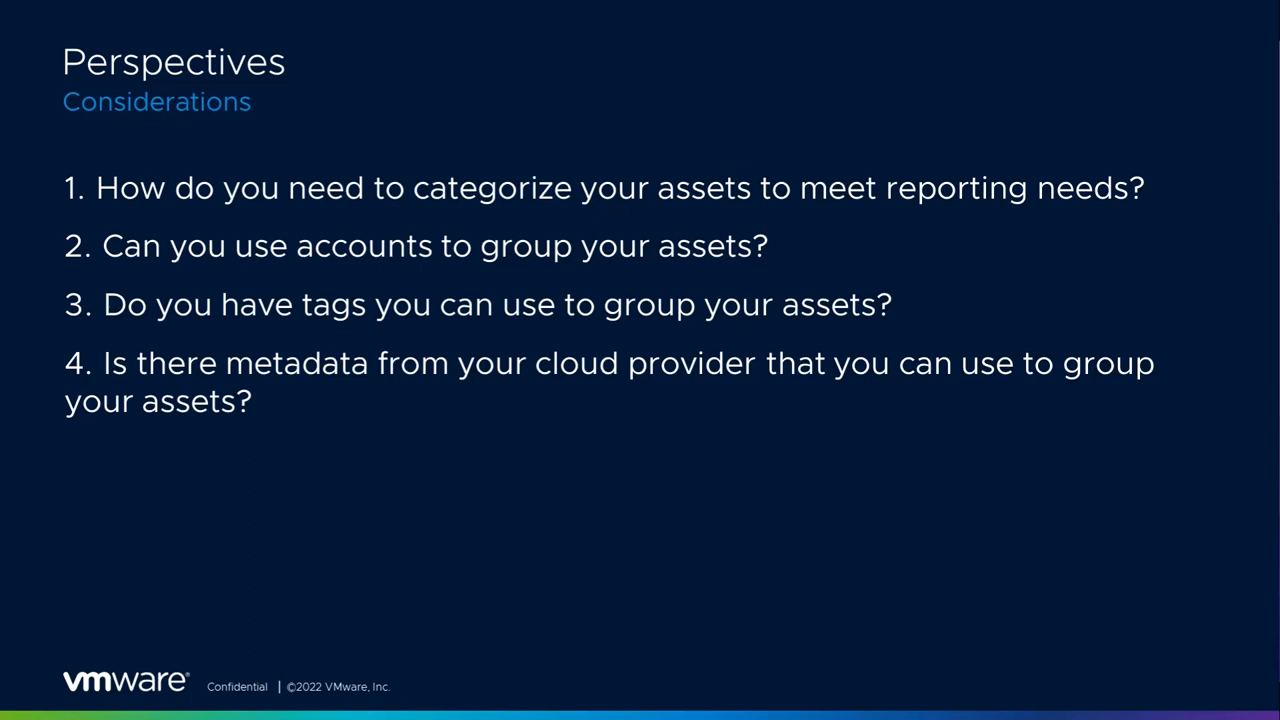 Perspectives
Considerations
1. How do you need to categorize your assets to meet reporting needs?
2. Can you use accounts to group your assets?
3. Do you have tags you can use to group your assets?
4. Is there metadata from your cloud provider that you can use to group
your assets?
vmware® Confidential | ©2022 VMware, Inc.